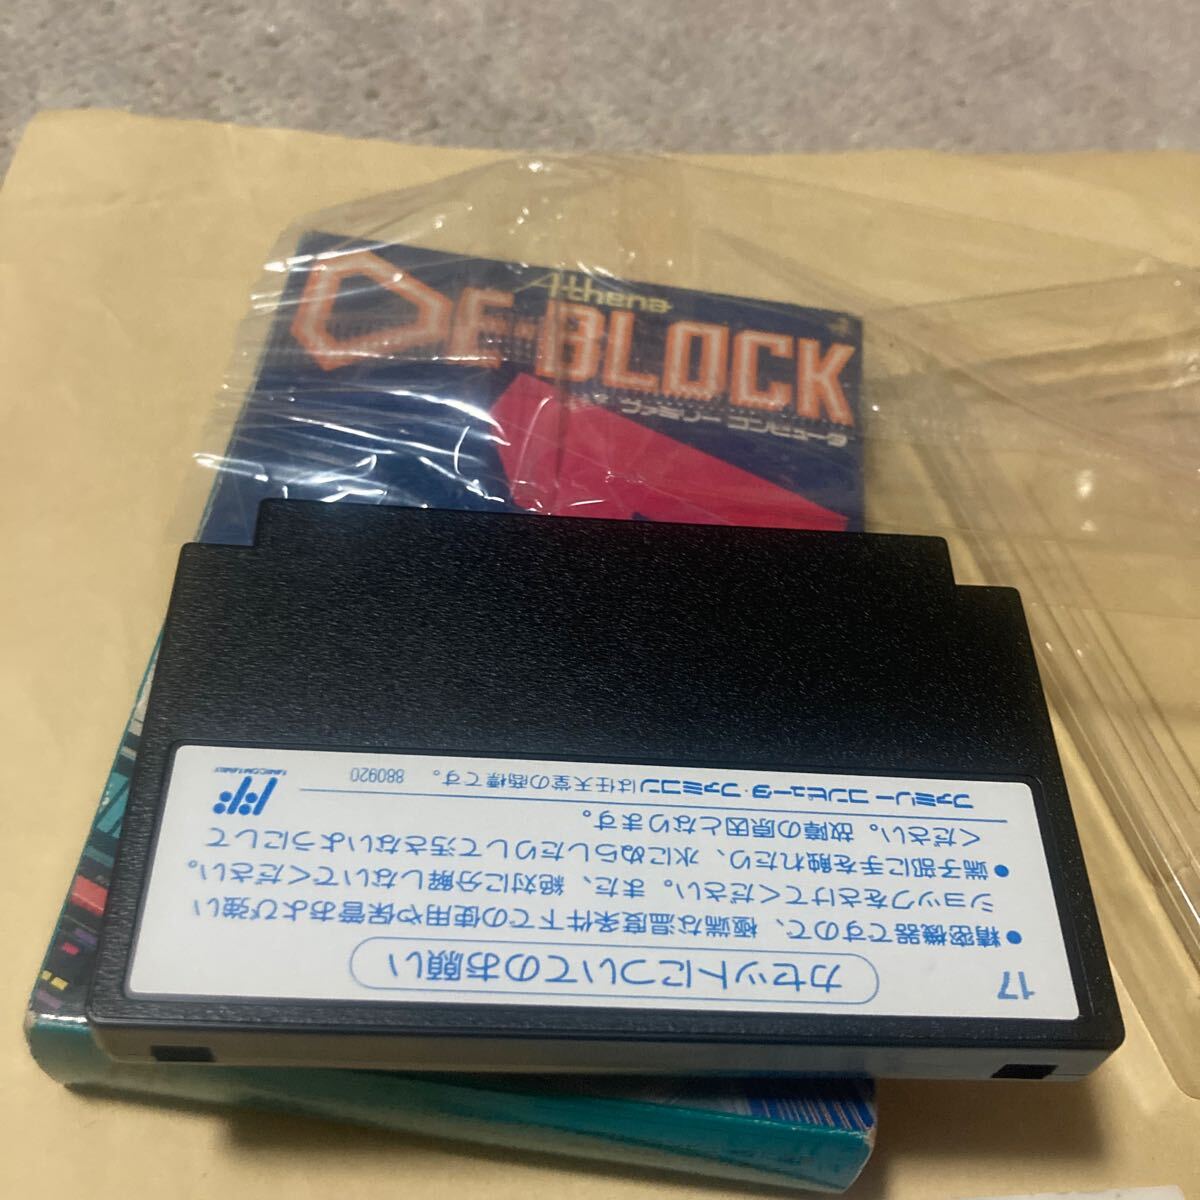 Athena
DE-BLOCK
ファミリー コンピュータ
17
カセットについてのお願い
● 精密機器ですので、極端な温度条件下での使用や保管および強い
ショックをさけてください。また、絶対に分解しないでください。
● 端子部に手を触れたり、水にぬらしたりして汚さないようにして
ください。故障の原因となります。
ファミリー コンピュータ・ファミコンは任天堂の商標です。 880920
FAMICOM FAMILY